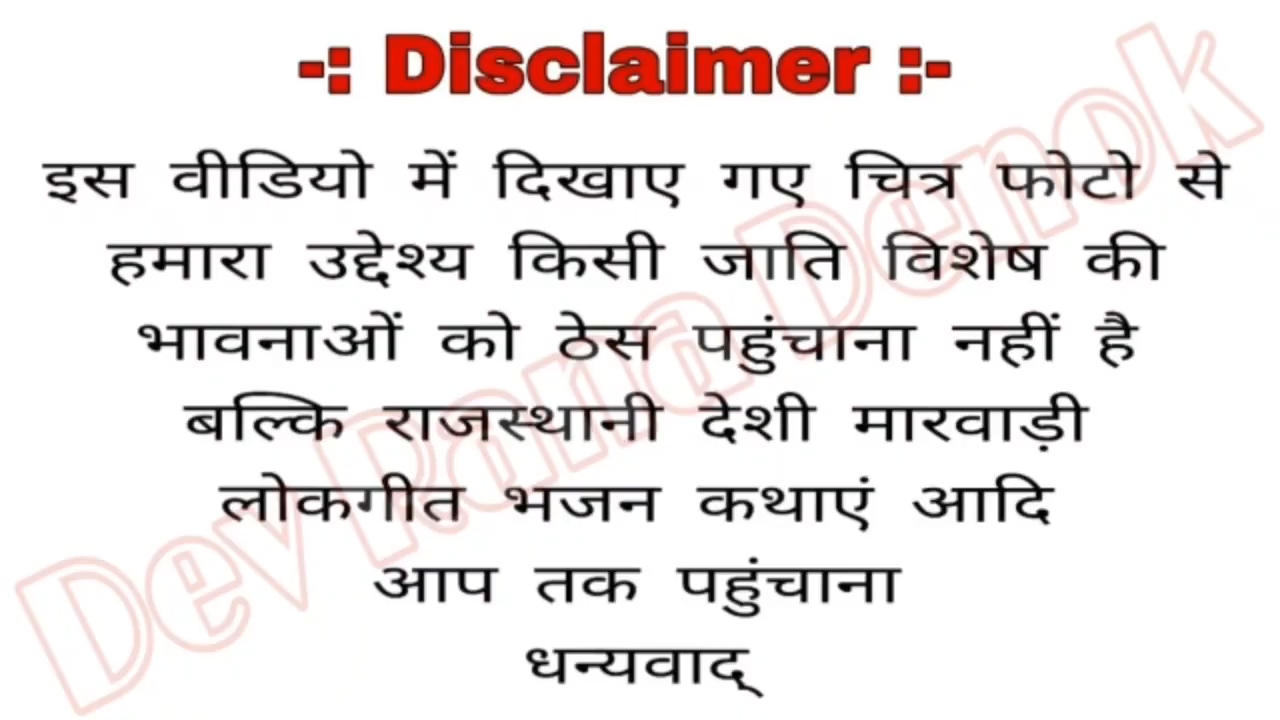 -: Disclaimer :-
इस वीडियो में दिखाए गए चित्र फोटो से
हमारा उद्देश्य किसी जाति विशेष की
भावनाओं को ठेस पहुंचाना नहीं है
बल्कि राजस्थानी देशी मारवाड़ी
लोकगीत भजन कथाएं आदि
आप तक पहुंचाना
धन्यवाद्
Dev Rana Denok